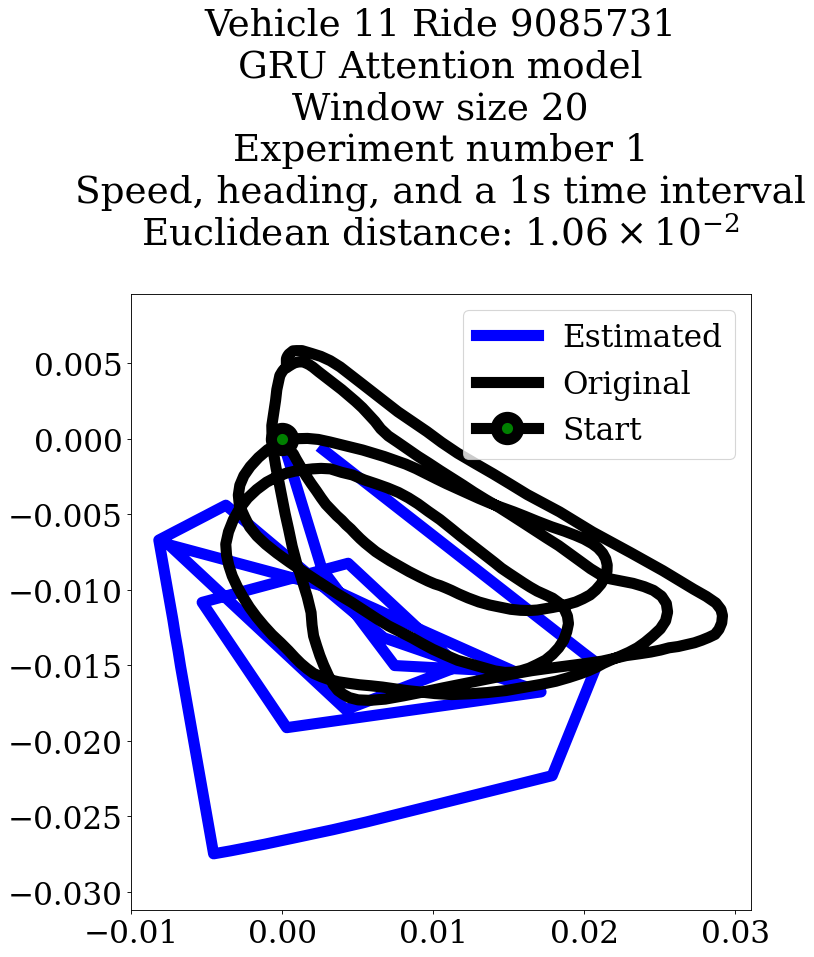 Vehicle 11 Ride 9085731
GRU Attention model
Window size 20
Experiment number 1
Speed, heading, and a 1s time interval
Euclidean distance: 1.06 × 10⁻²
Estimated
Original
Start
0.005
0.000
−0.005
−0.010
−0.015
−0.020
−0.025
−0.030
−0.01 0.00 0.01 0.02 0.03